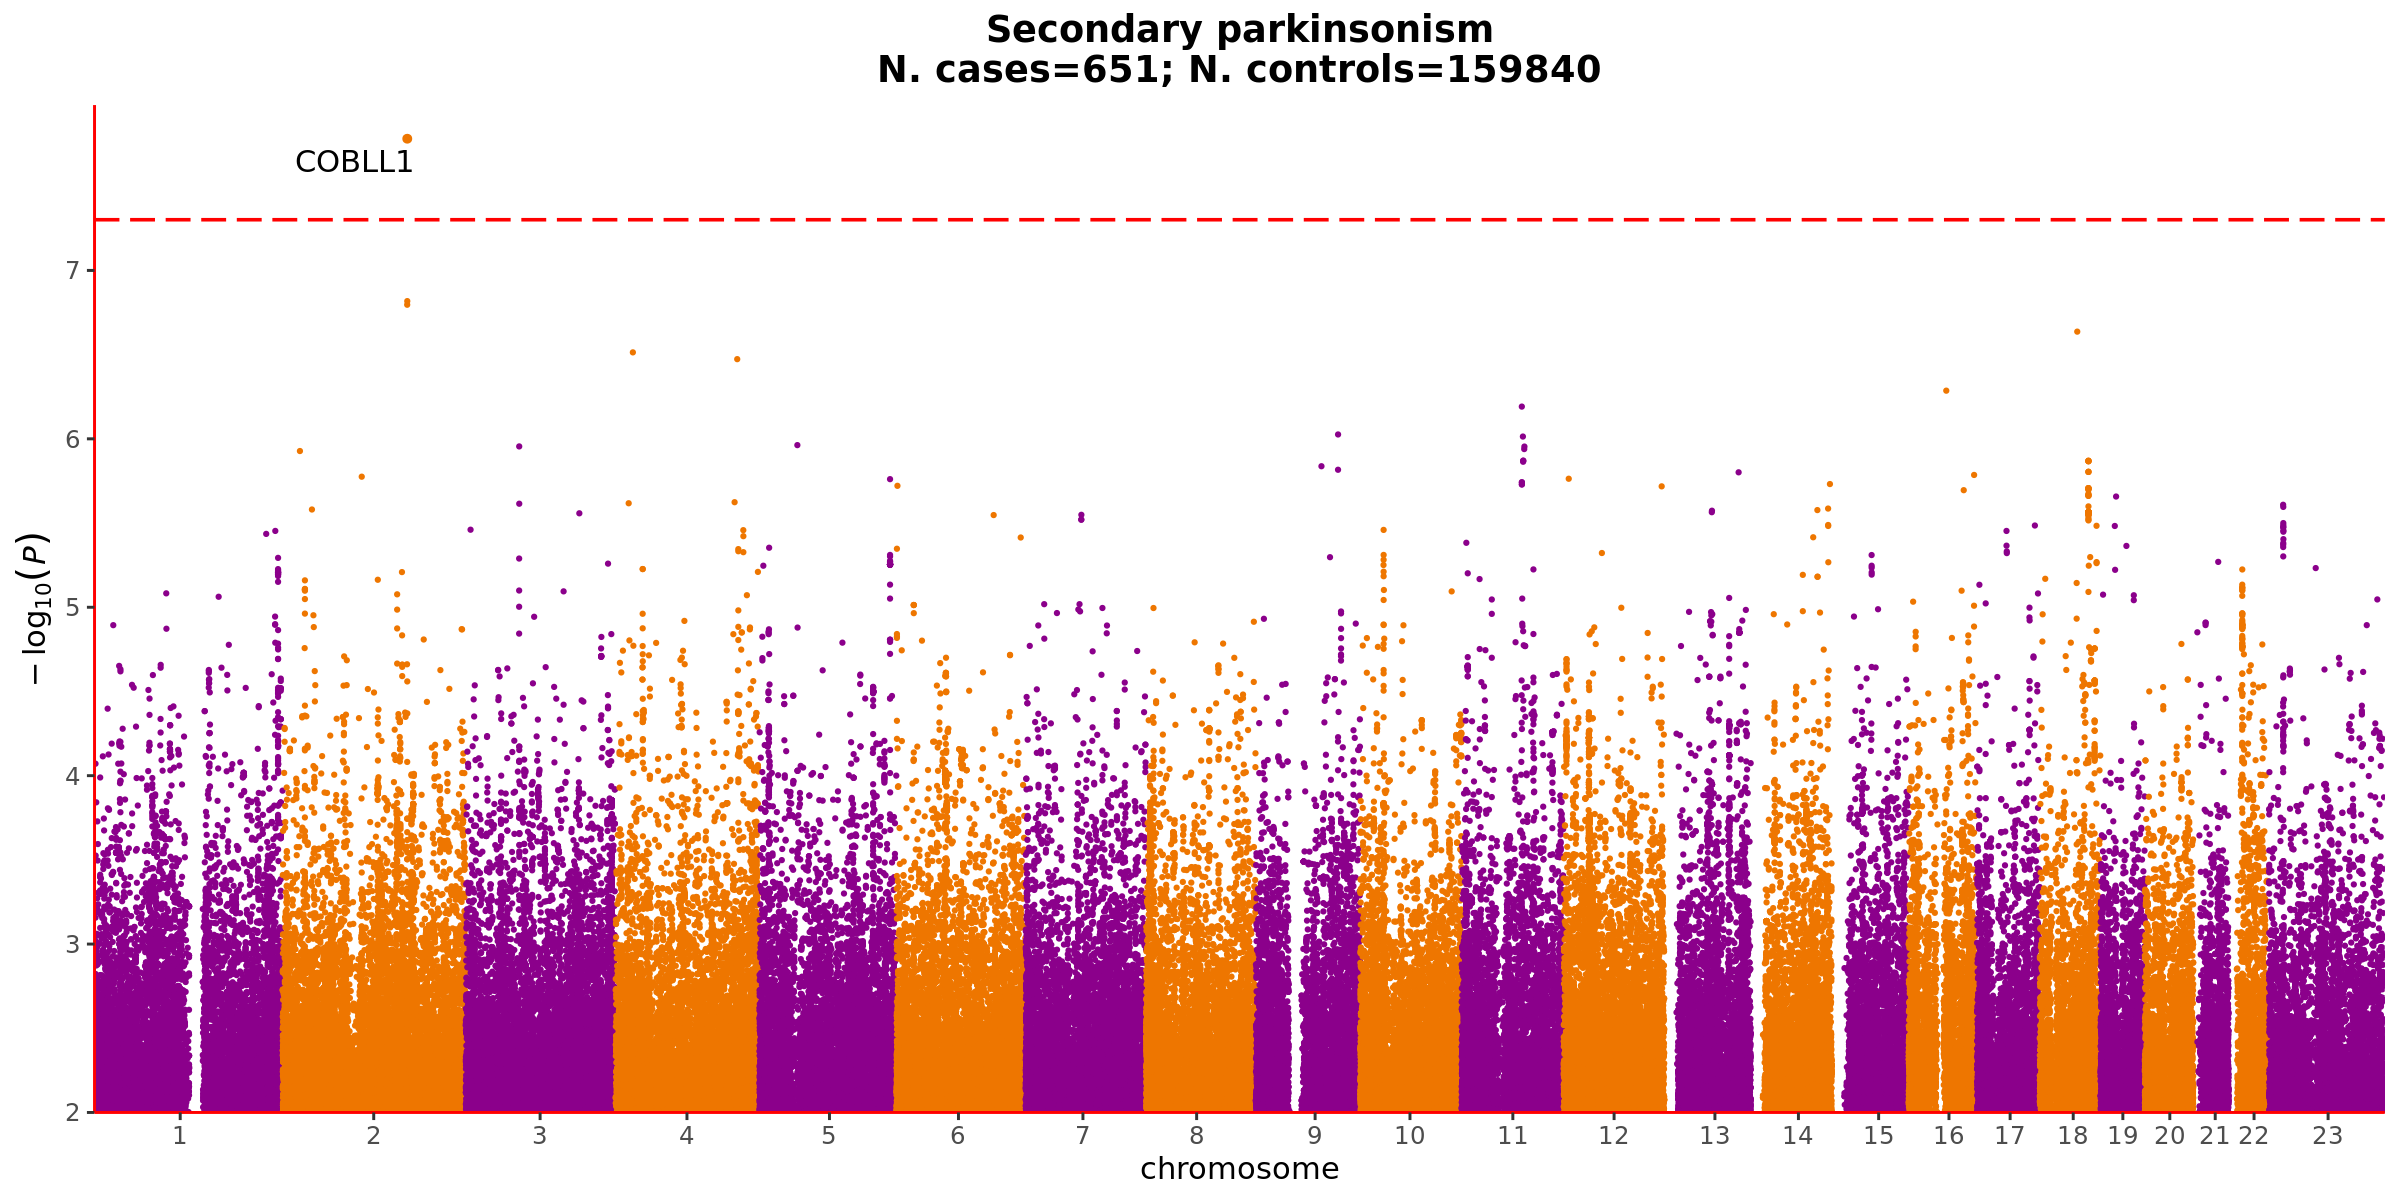 Secondary parkinsonism
N. cases=651; N. controls=159840
COBLL1
7
6
5
4
3
2
−log₁₀(P)
1 2 3 4 5 6 7 8 9 10 11 12 13 14 15 16 17 18 19 20 21 22 23
chromosome